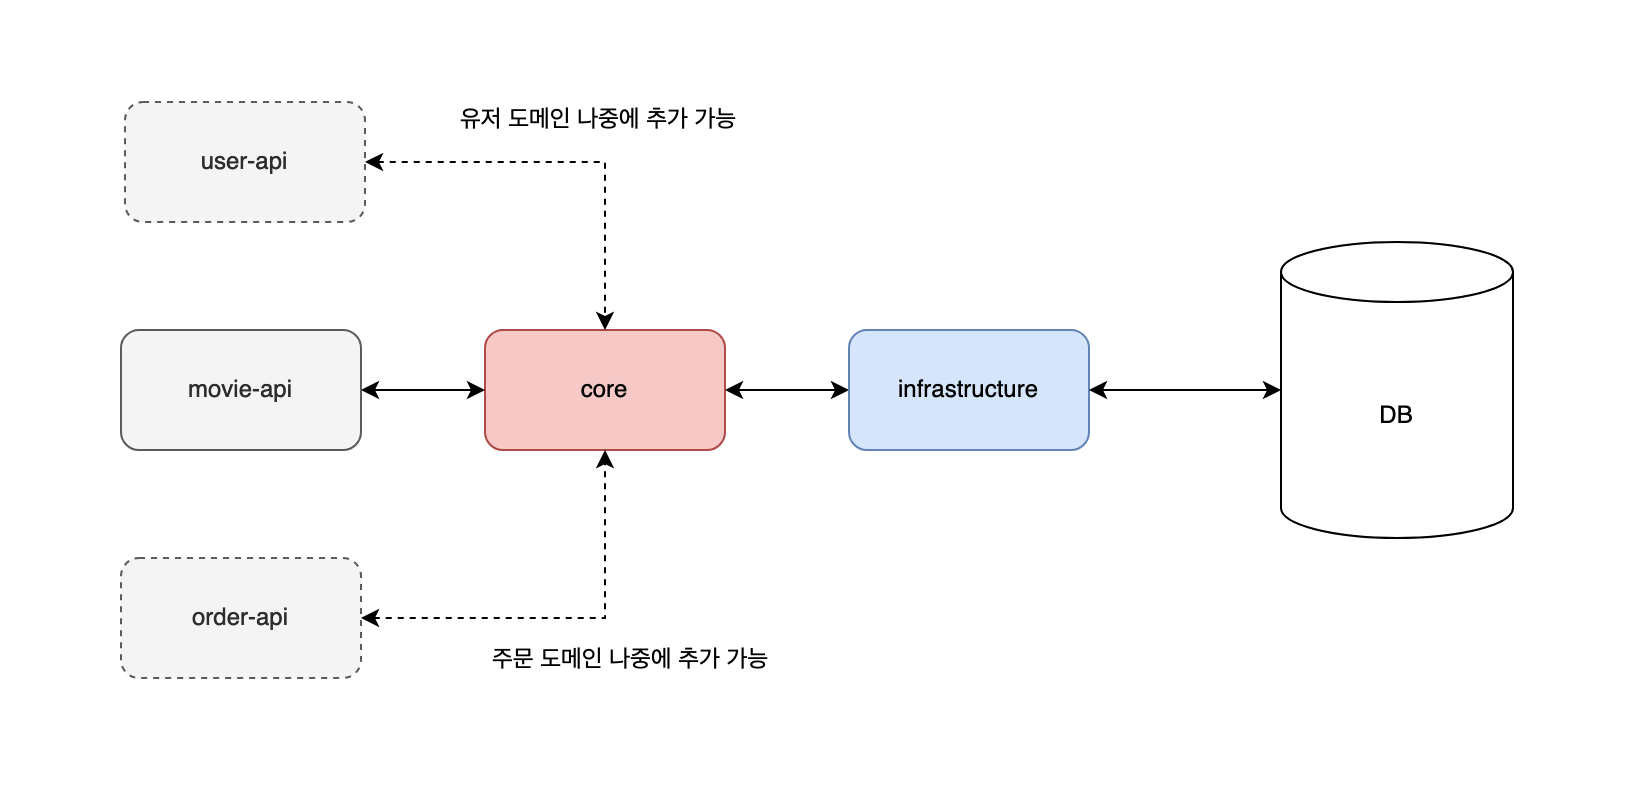 유저 도메인 나중에 추가 가능
user-api
movie-api
core
infrastructure
DB
order-api
주문 도메인 나중에 추가 가능